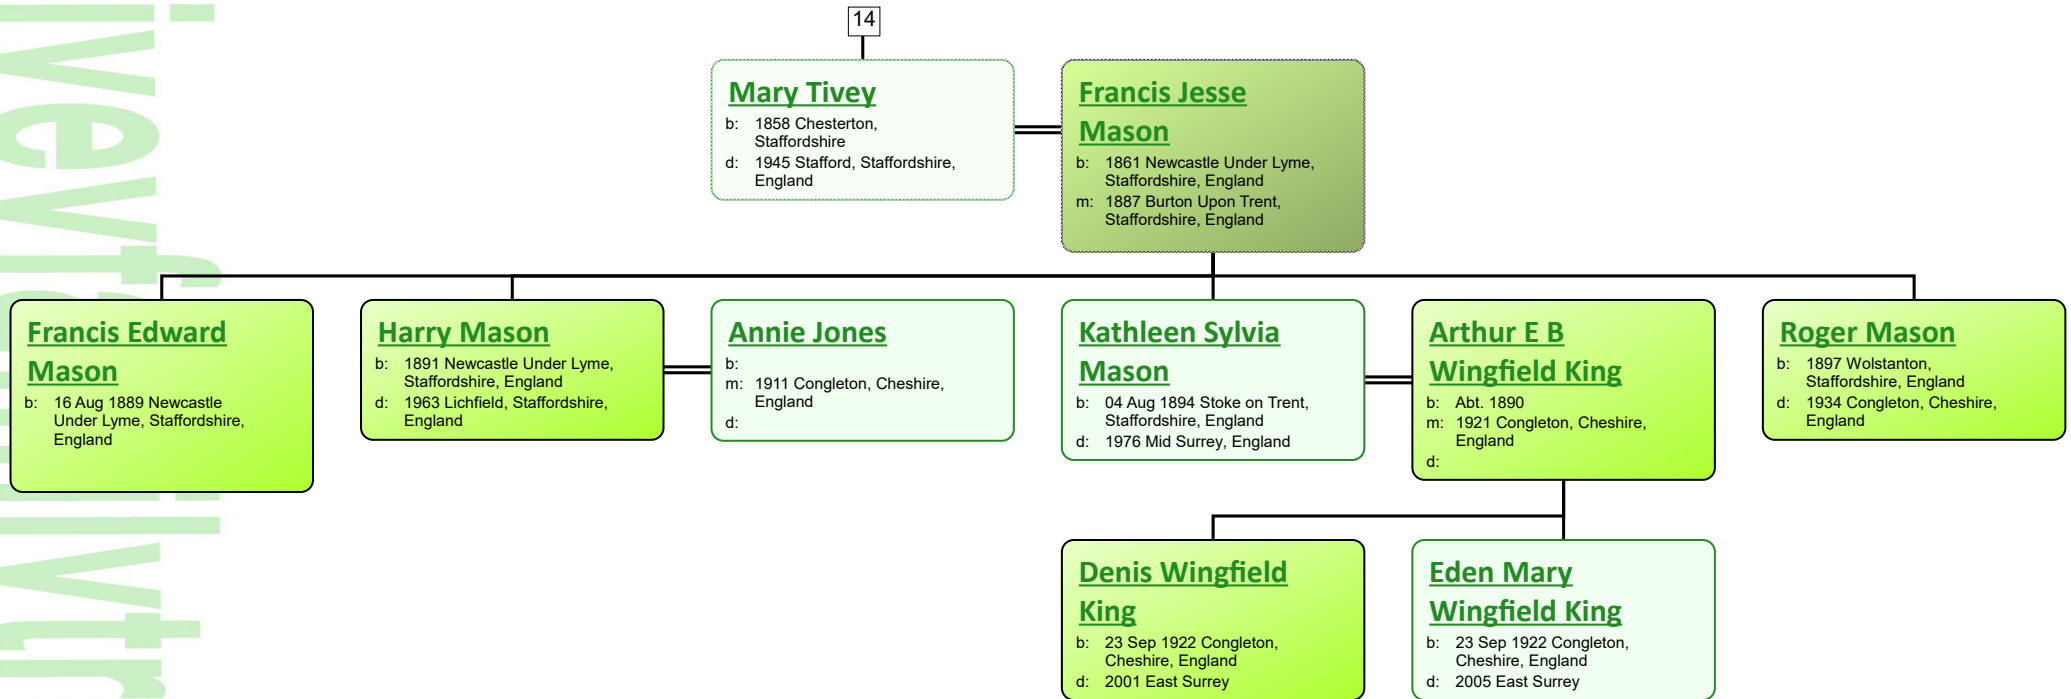 14
Mary Tivey
b: 1858 Chesterton,
Staffordshire
d: 1945 Stafford, Staffordshire,
England
Francis Jesse
Mason
b: 1861 Newcastle Under Lyme,
Staffordshire, England
m: 1887 Burton Upon Trent,
Staffordshire, England
Francis Edward
Mason
b: 16 Aug 1889 Newcastle
Under Lyme, Staffordshire,
England
Harry Mason
b: 1891 Newcastle Under Lyme,
Staffordshire, England
d: 1963 Lichfield, Staffordshire,
England
Annie Jones
b:
m: 1911 Congleton, Cheshire,
England
d:
Kathleen Sylvia
Mason
b: 04 Aug 1894 Stoke on Trent,
Staffordshire, England
d: 1976 Mid Surrey, England
Arthur E B
Wingfield King
b: Abt. 1890
m: 1921 Congleton, Cheshire,
England
d:
Roger Mason
b: 1897 Wolstanton,
Staffordshire, England
d: 1934 Congleton, Cheshire,
England
Denis Wingfield
King
b: 23 Sep 1922 Congleton,
Cheshire, England
d: 2001 East Surrey
Eden Mary
Wingfield King
b: 23 Sep 1922 Congleton,
Cheshire, England
d: 2005 East Surrey